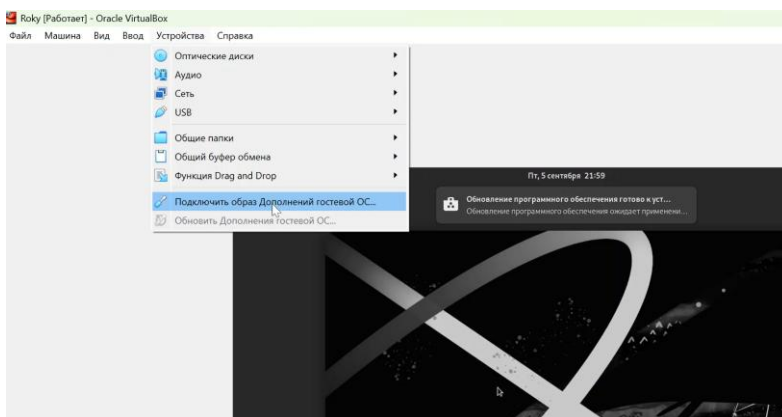 Roky [Работает] - Oracle VirtualBox
Файл Машина Вид Ввод Устройства Справка
Оптические диски
Аудио
Сеть
USB
Общие папки
Общий буфер обмена
Функция Drag and Drop
Подключить образ Дополнений гостевой ОС...
Обновить Дополнения гостевой ОС...
Пт, 5 сентября 21:59
Обновление программного обеспечения готово к уст...
Обновление программного обеспечения ожидает применени...